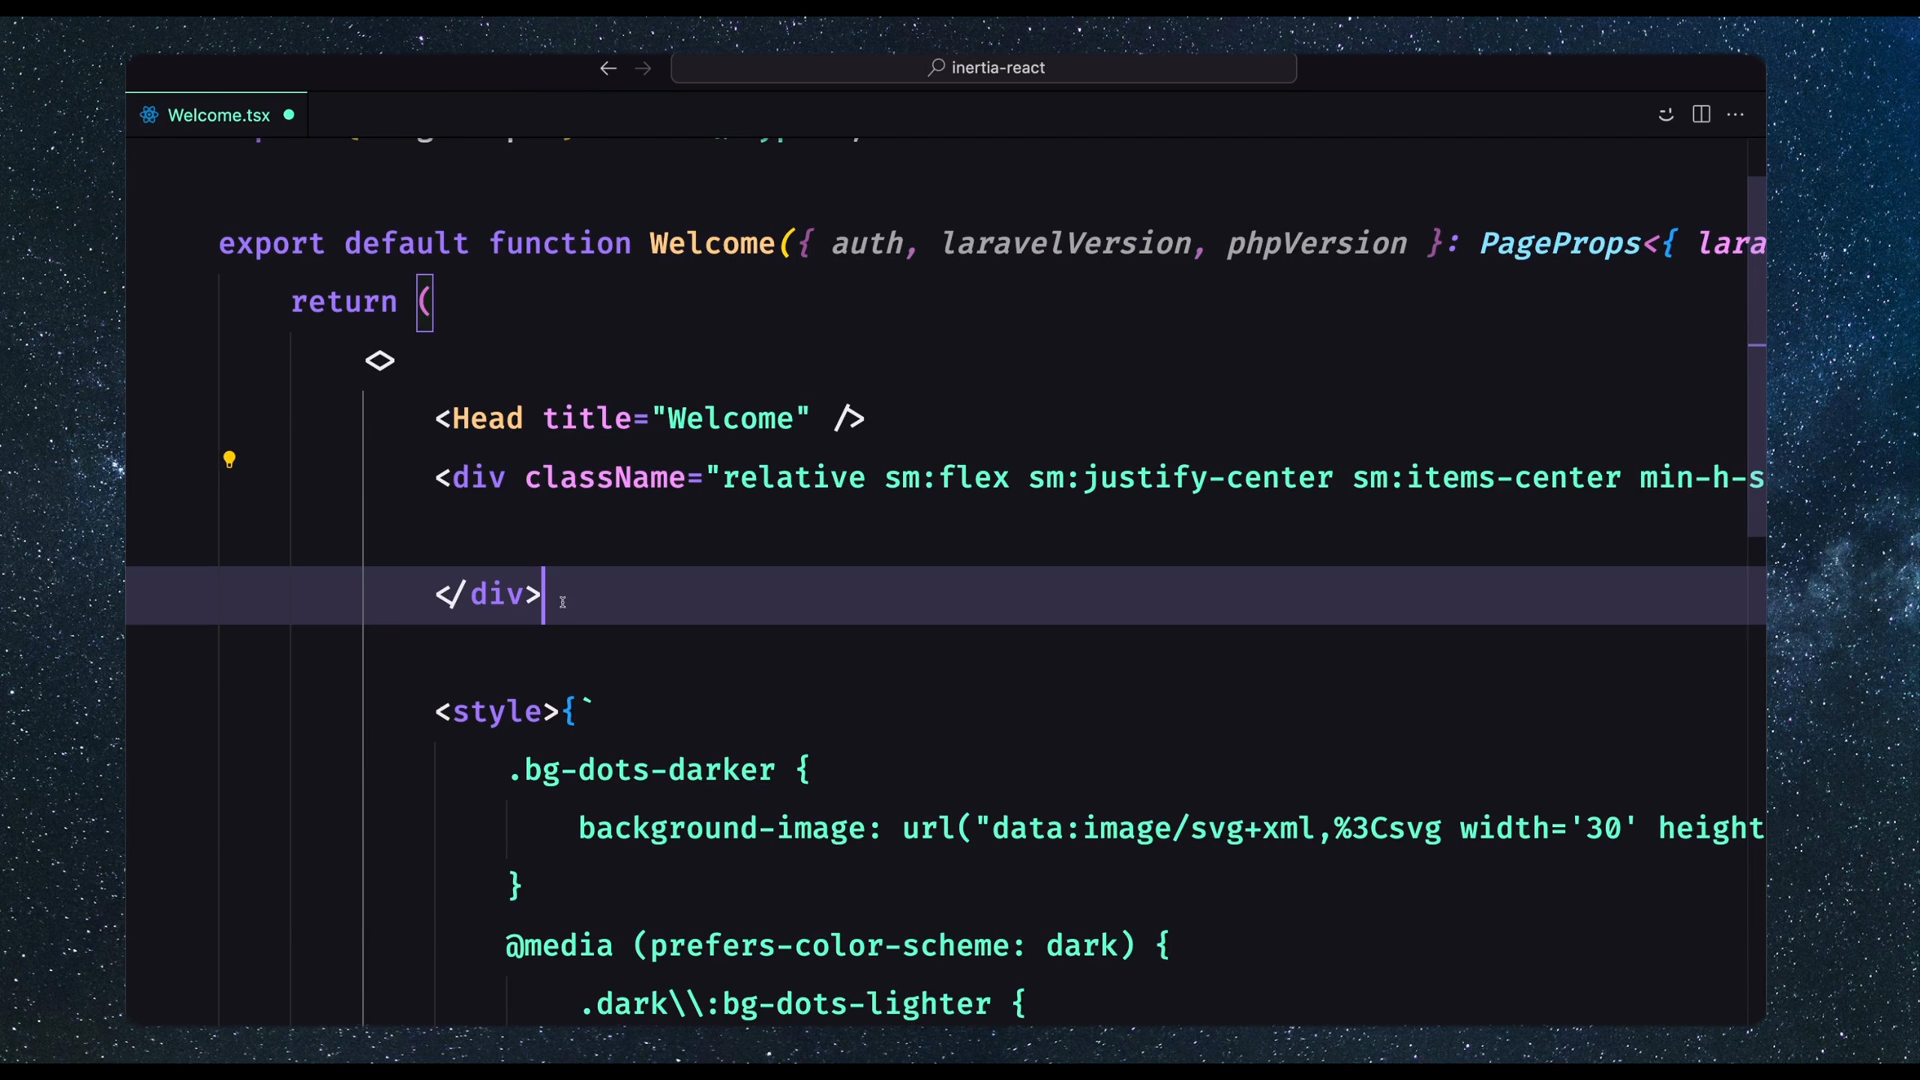 inertia-react
Welcome.tsx
export default function Welcome({ auth, laravelVersion, phpVersion }: PageProps<{ lara
return (
<>
<Head title="Welcome" />
<div className="relative sm:flex sm:justify-center sm:items-center min-h-s
</div>
<style>{`
.bg-dots-darker {
background-image: url("data:image/svg+xml,%3Csvg width='30' height
}
@media (prefers-color-scheme: dark) {
.dark\\:bg-dots-lighter {